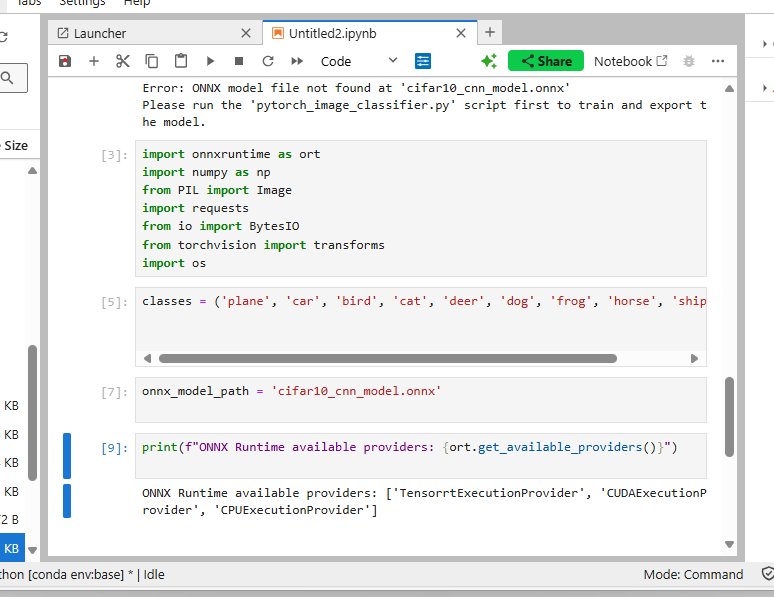 Tabs Settings Help
Launcher
Untitled2.ipynb
Code
Share
Notebook
Size
Error: ONNX model file not found at 'cifar10_cnn_model.onnx'
Please run the 'pytorch_image_classifier.py' script first to train and export t
he model.
[3]:
import onnxruntime as ort
import numpy as np
from PIL import Image
import requests
from io import BytesIO
from torchvision import transforms
import os
[5]:
classes = ('plane', 'car', 'bird', 'cat', 'deer', 'dog', 'frog', 'horse', 'ship
[7]:
onnx_model_path = 'cifar10_cnn_model.onnx'
[9]:
print(f"ONNX Runtime available providers: {ort.get_available_providers()}")
ONNX Runtime available providers: ['TensorrtExecutionProvider', 'CUDAExecutionP
rovider', 'CPUExecutionProvider']
KB
KB
KB
KB
2 B
KB
thon [conda env:base] * | Idle
Mode: Command